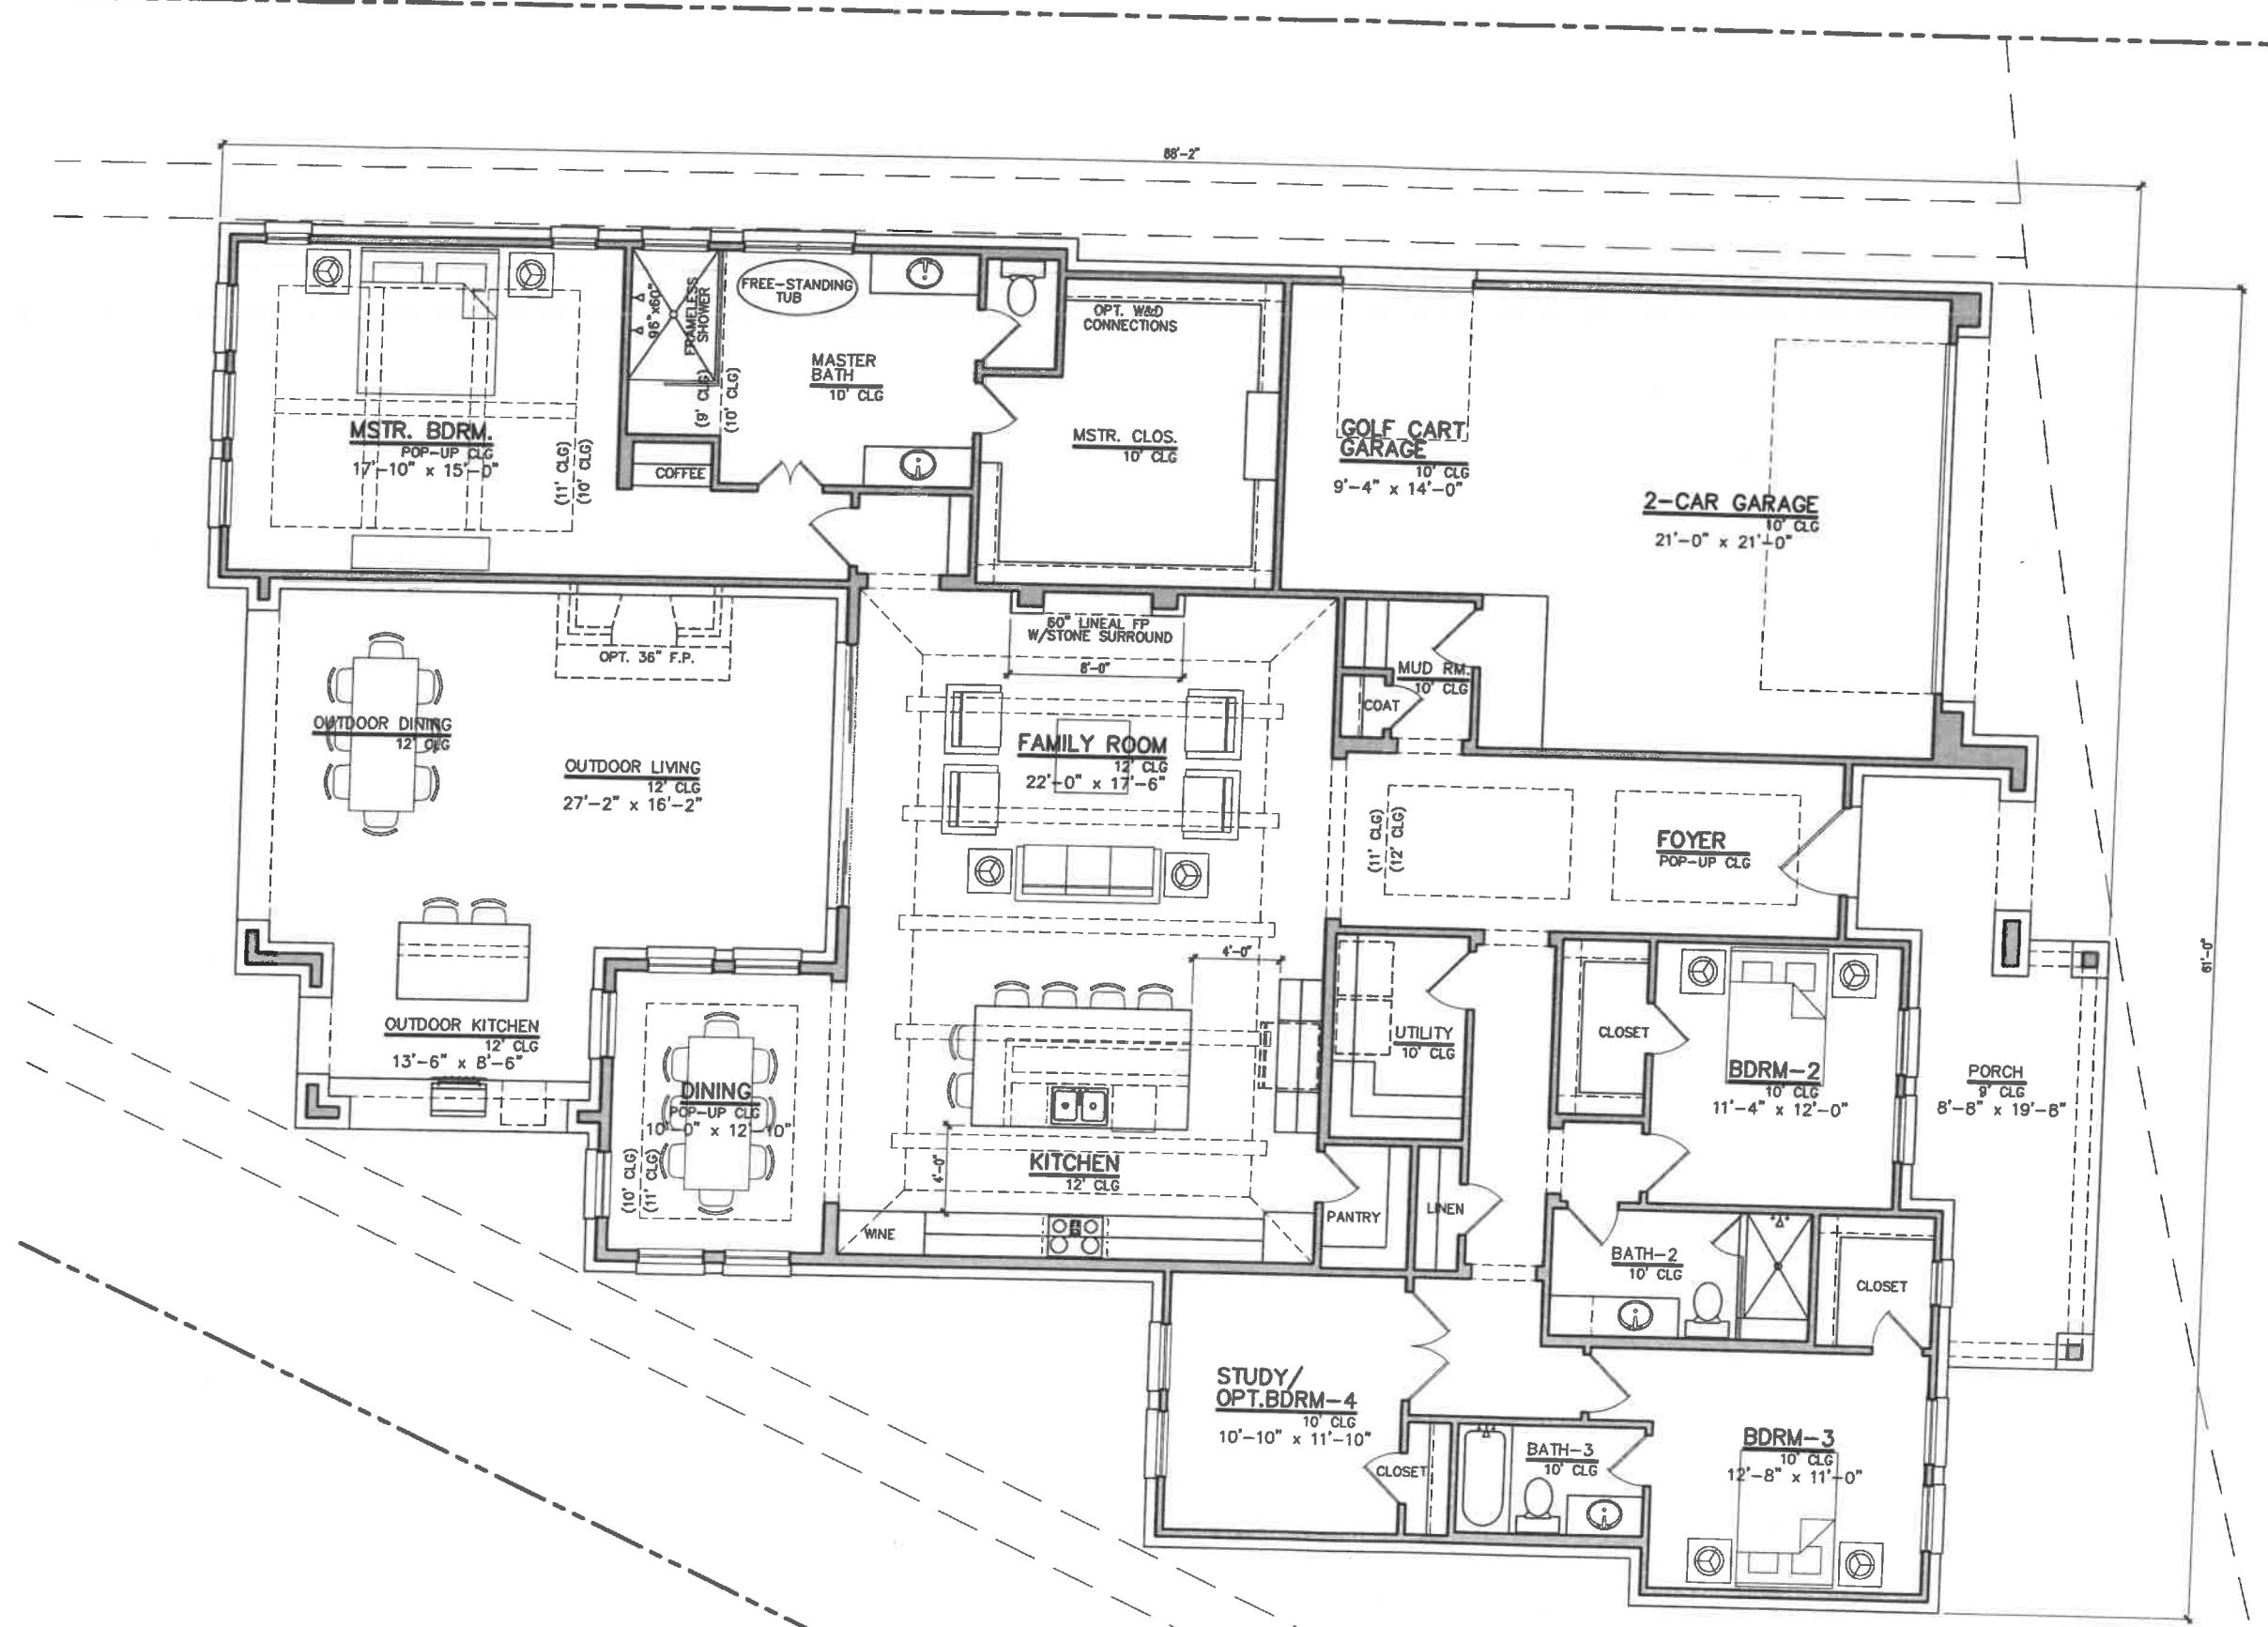 88'-2"
FREE-STANDING
TUB
96"x60"
FRAMELESS
SHOWER
(9' CLG)
(10' CLG)
MASTER
BATH
10' CLG
OPT. W&D
CONNECTIONS
MSTR. BDRM.
POP-UP CLG
17'-10" x 15'-0"
(11' CLG)
(10' CLG)
COFFEE
MSTR. CLOS.
10' CLG
GOLF CART
GARAGE
10' CLG
9'-4" x 14'-0"
2-CAR GARAGE
10' CLG
21'-0" x 21'-0"
OPT. 36" F.P.
60" LINEAL FP
W/STONE SURROUND
8'-0"
MUD RM.
10' CLG
COAT
OUTDOOR DINING
12' CLG
OUTDOOR LIVING
12' CLG
27'-2" x 16'-2"
FAMILY ROOM
12' CLG
22'-0" x 17'-6"
(11' CLG)
(12' CLG)
FOYER
POP-UP CLG
61'-0"
4'-0"
OUTDOOR KITCHEN
12' CLG
13'-6" x 8'-6"
UTILITY
10' CLG
CLOSET
BDRM-2
10' CLG
11'-4" x 12'-0"
PORCH
9' CLG
8'-8" x 19'-8"
DINING
POP-UP CLG
10'-0" x 12'-10"
(10' CLG)
(11' CLG)
4'-0"
KITCHEN
12' CLG
WINE
PANTRY
LINEN
BATH-2
10' CLG
CLOSET
STUDY/
OPT.BDRM-4
10' CLG
10'-10" x 11'-10"
CLOSET
BATH-3
10' CLG
BDRM-3
10' CLG
12'-8" x 11'-0"